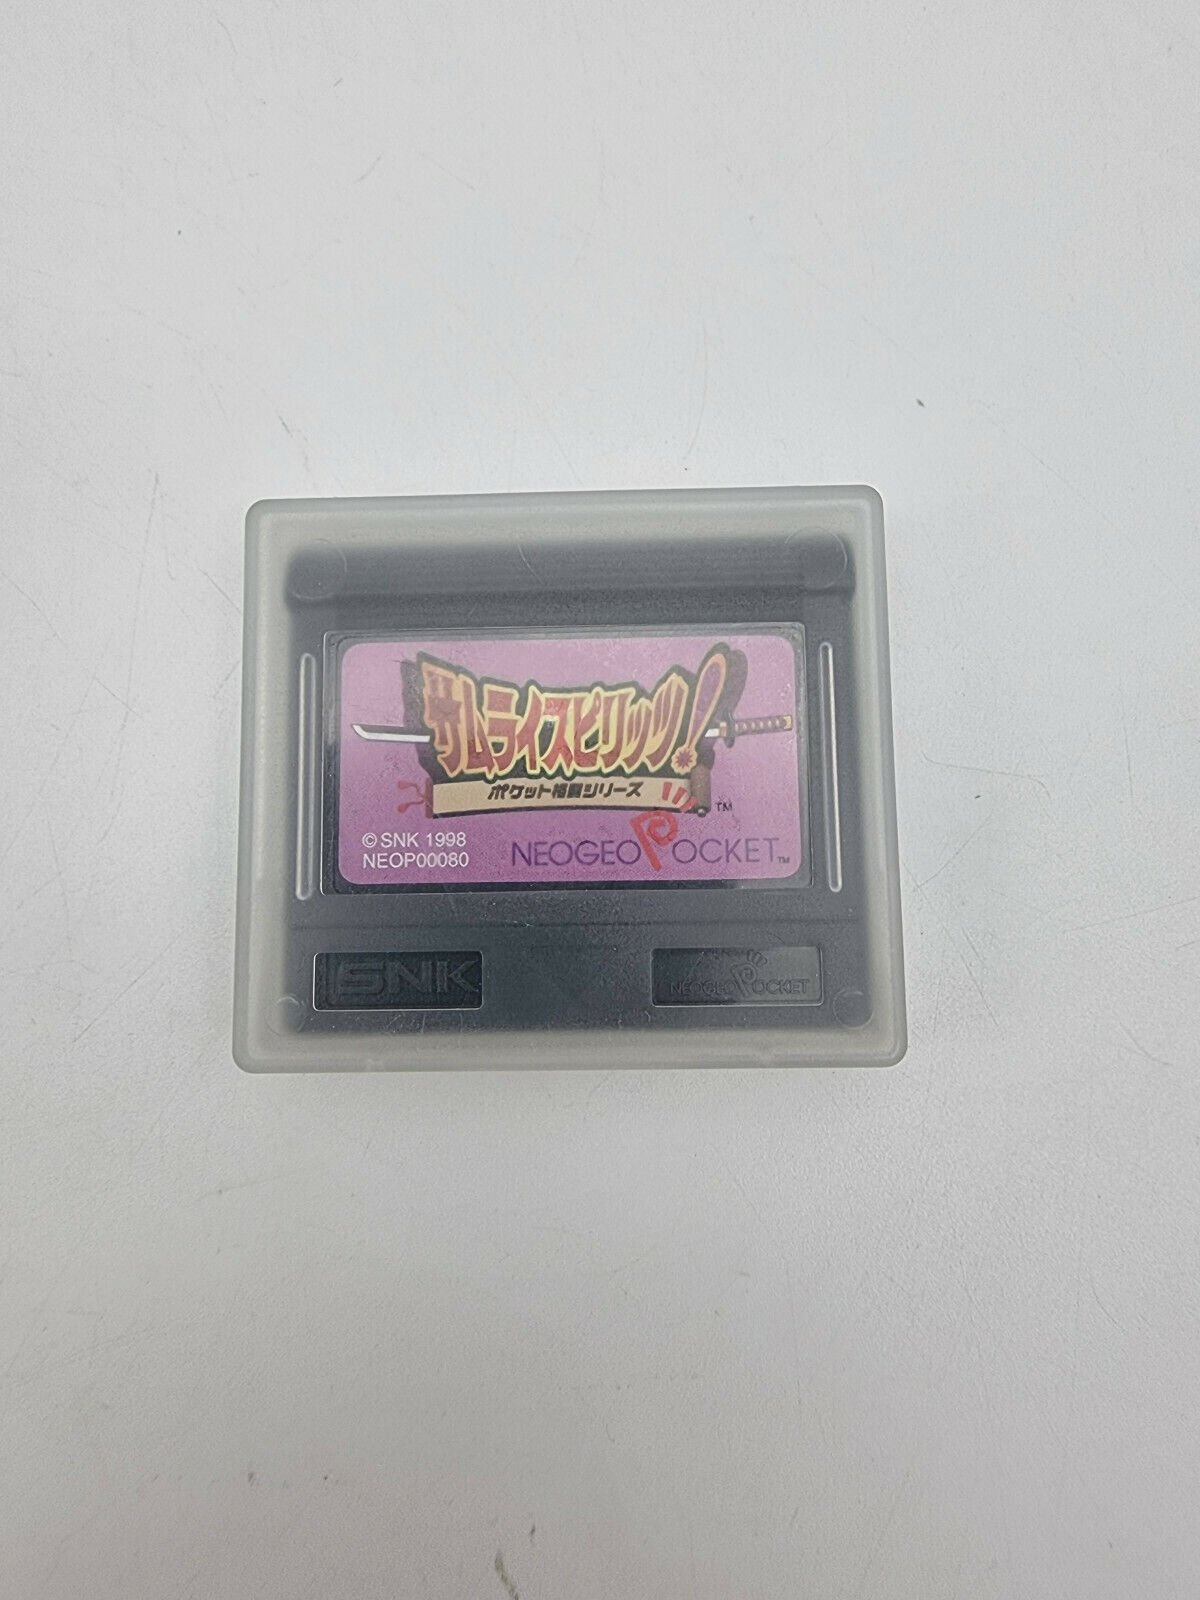 サムライスピリッツ!
ポケット格闘シリーズ
TM
© SNK 1998
NEOP00080
NEOGEO POCKET TM
SNK
NEOGEO POCKET